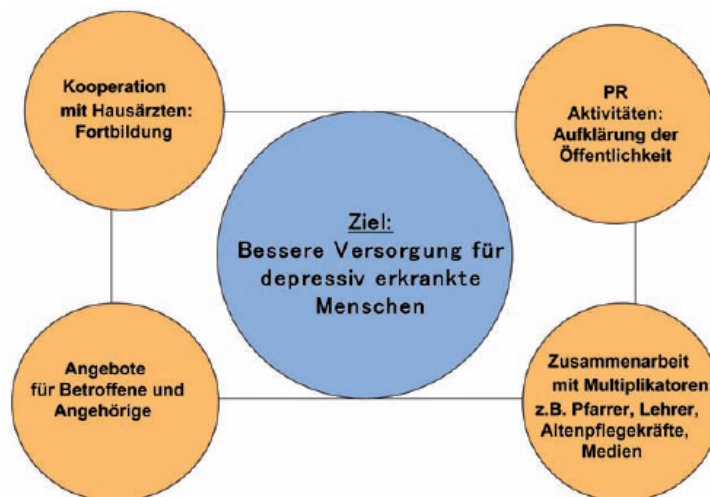 Kooperation
mit Hausärzten:
Fortbildung
PR
Aktivitäten:
Aufklärung der
Öffentlichkeit
Ziel:
Bessere Versorgung für
depressiv erkrankte
Menschen
Angebote
für Betroffene und
Angehörige
Zusammenarbeit
mit Multiplikatoren
z.B. Pfarrer, Lehrer,
Altenpflegekräfte,
Medien